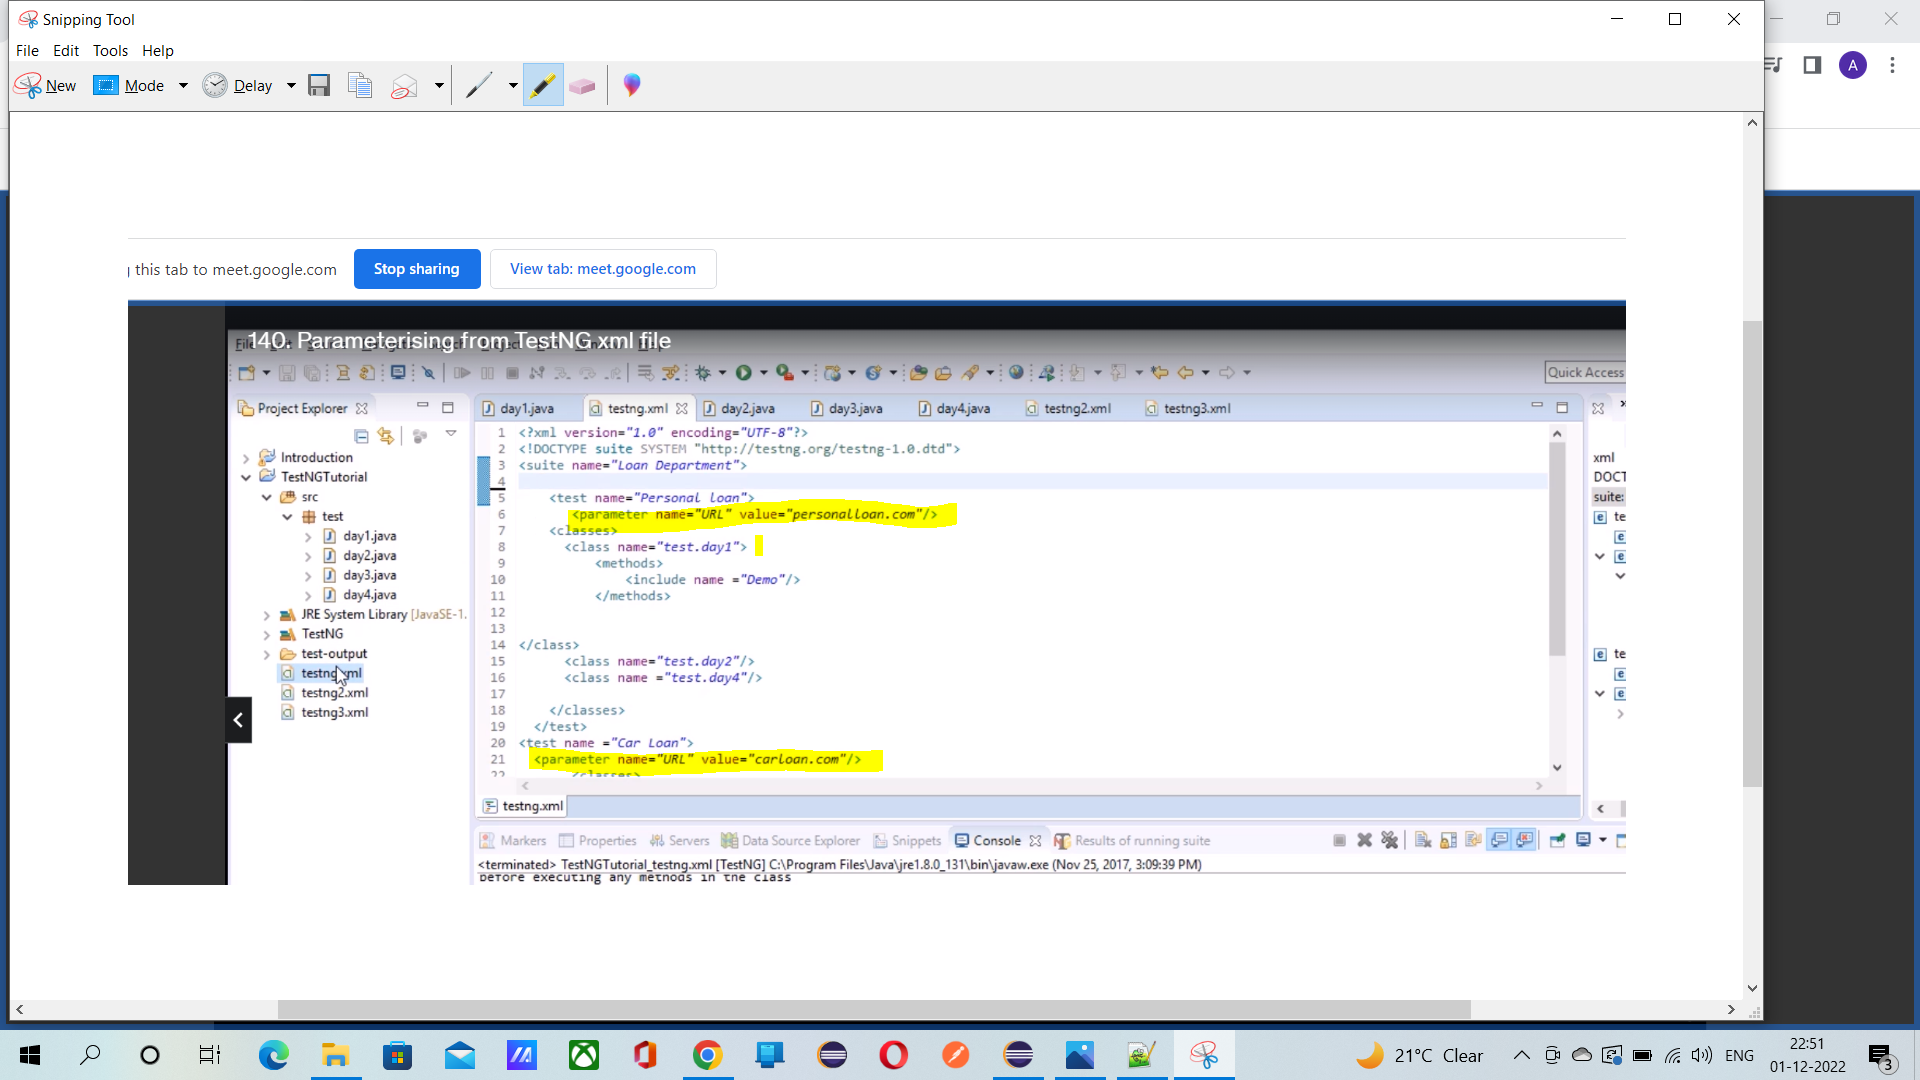 Snipping Tool
File Edit Tools Help
New Mode Delay
A
this tab to meet.google.com Stop sharing View tab: meet.google.com
140. Parameterising from TestNG xml file
Quick Access
Project Explorer
day1.java testng.xml day2.java day3.java day4.java testng2.xml testng3.xml
Introduction
TestNGTutorial
src
test
day1.java
day2.java
day3.java
day4.java
JRE System Library [JavaSE-1.
TestNG
test-output
testng.xml
testng2.xml
testng3.xml
1 <?xml version="1.0" encoding="UTF-8"?>
2 <!DOCTYPE suite SYSTEM "http://testng.org/testng-1.0.dtd">
3 <suite name="Loan Department">
4
5 <test name="Personal loan">
6 <parameter name="URL" value="personalloan.com"/>
7 <classes>
8 <class name="test.day1">
9 <methods>
10 <include name ="Demo"/>
11 </methods>
12
13
14 </class>
15 <class name="test.day2"/>
16 <class name ="test.day4"/>
17
18 </classes>
19 </test>
20 <test name ="Car Loan">
21 <parameter name="URL" value="carloan.com"/>
22 <classes>
xml
DOCT
suite:
te
te
testng.xml
Markers Properties Servers Data Source Explorer Snippets Console Results of running suite
<terminated> TestNGTutorial_testng.xml [TestNG] C:\Program Files\Java\jre1.8.0_131\bin\javaw.exe (Nov 25, 2017, 3:09:39 PM)
before executing any methods in the class
21°C Clear
ENG
22:51
01-12-2022
3